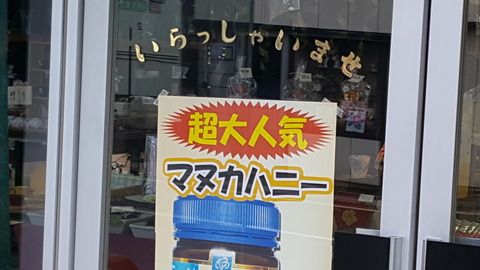 いらっしゃいませ
超大人気
マヌカハニー